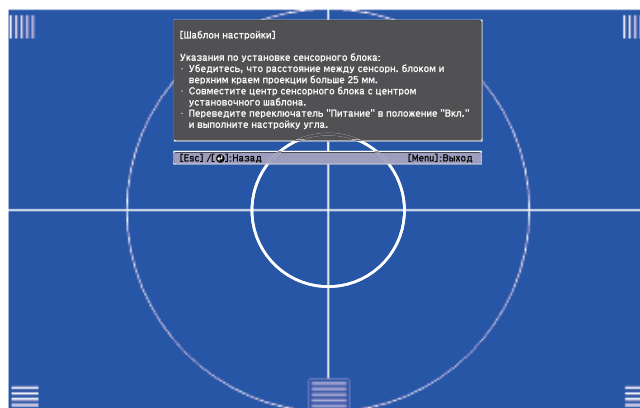 [Шаблон настройки]
Указания по установке сенсорного блока:
· Убедитесь, что расстояние между сенсорн. блоком и
верхним краем проекции больше 25 мм.
· Совместите центр сенсорного блока с центром
установочного шаблона.
· Переведите переключатель "Питание" в положение "Вкл."
и выполните настройку угла.
[Esc] /[]:Назад [Menu]:Выход